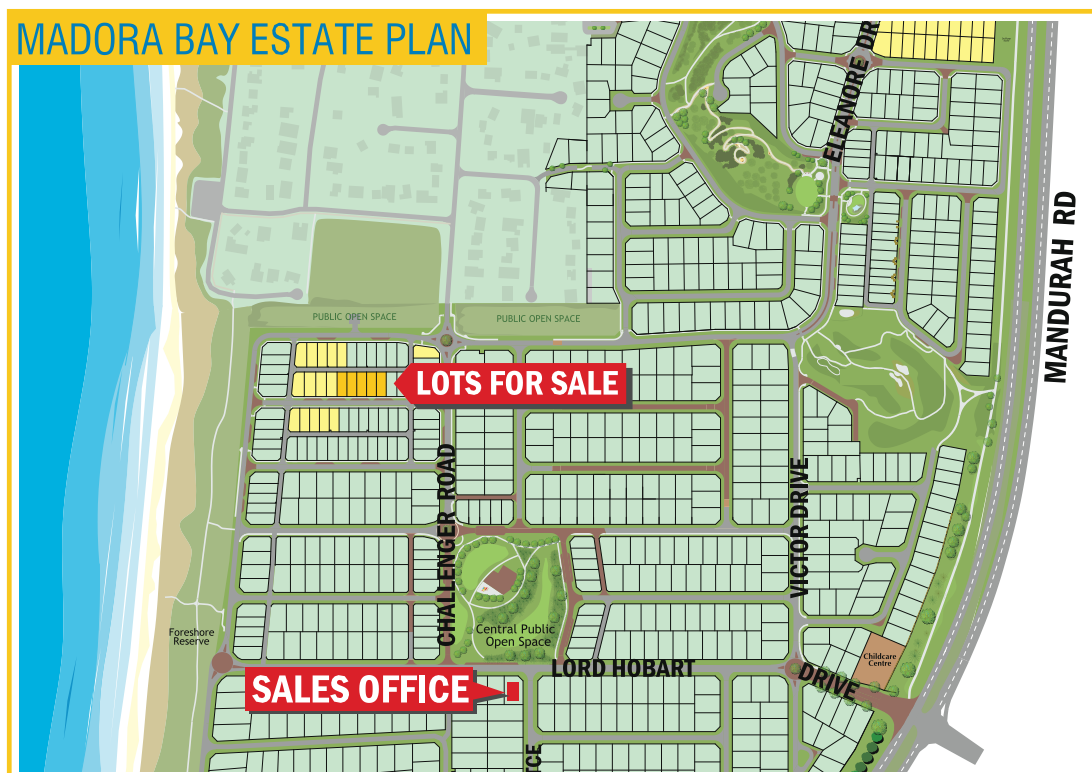 MADORA BAY ESTATE PLAN
ELEANORE DR
MANDURAH RD
PUBLIC OPEN SPACE
PUBLIC OPEN SPACE
LOTS FOR SALE
CHALLENGER ROAD
VICTOR DRIVE
Foreshore
Reserve
Central Public
Open Space
Childcare
Centre
LORD HOBART
DRIVE
SALES OFFICE
TCE